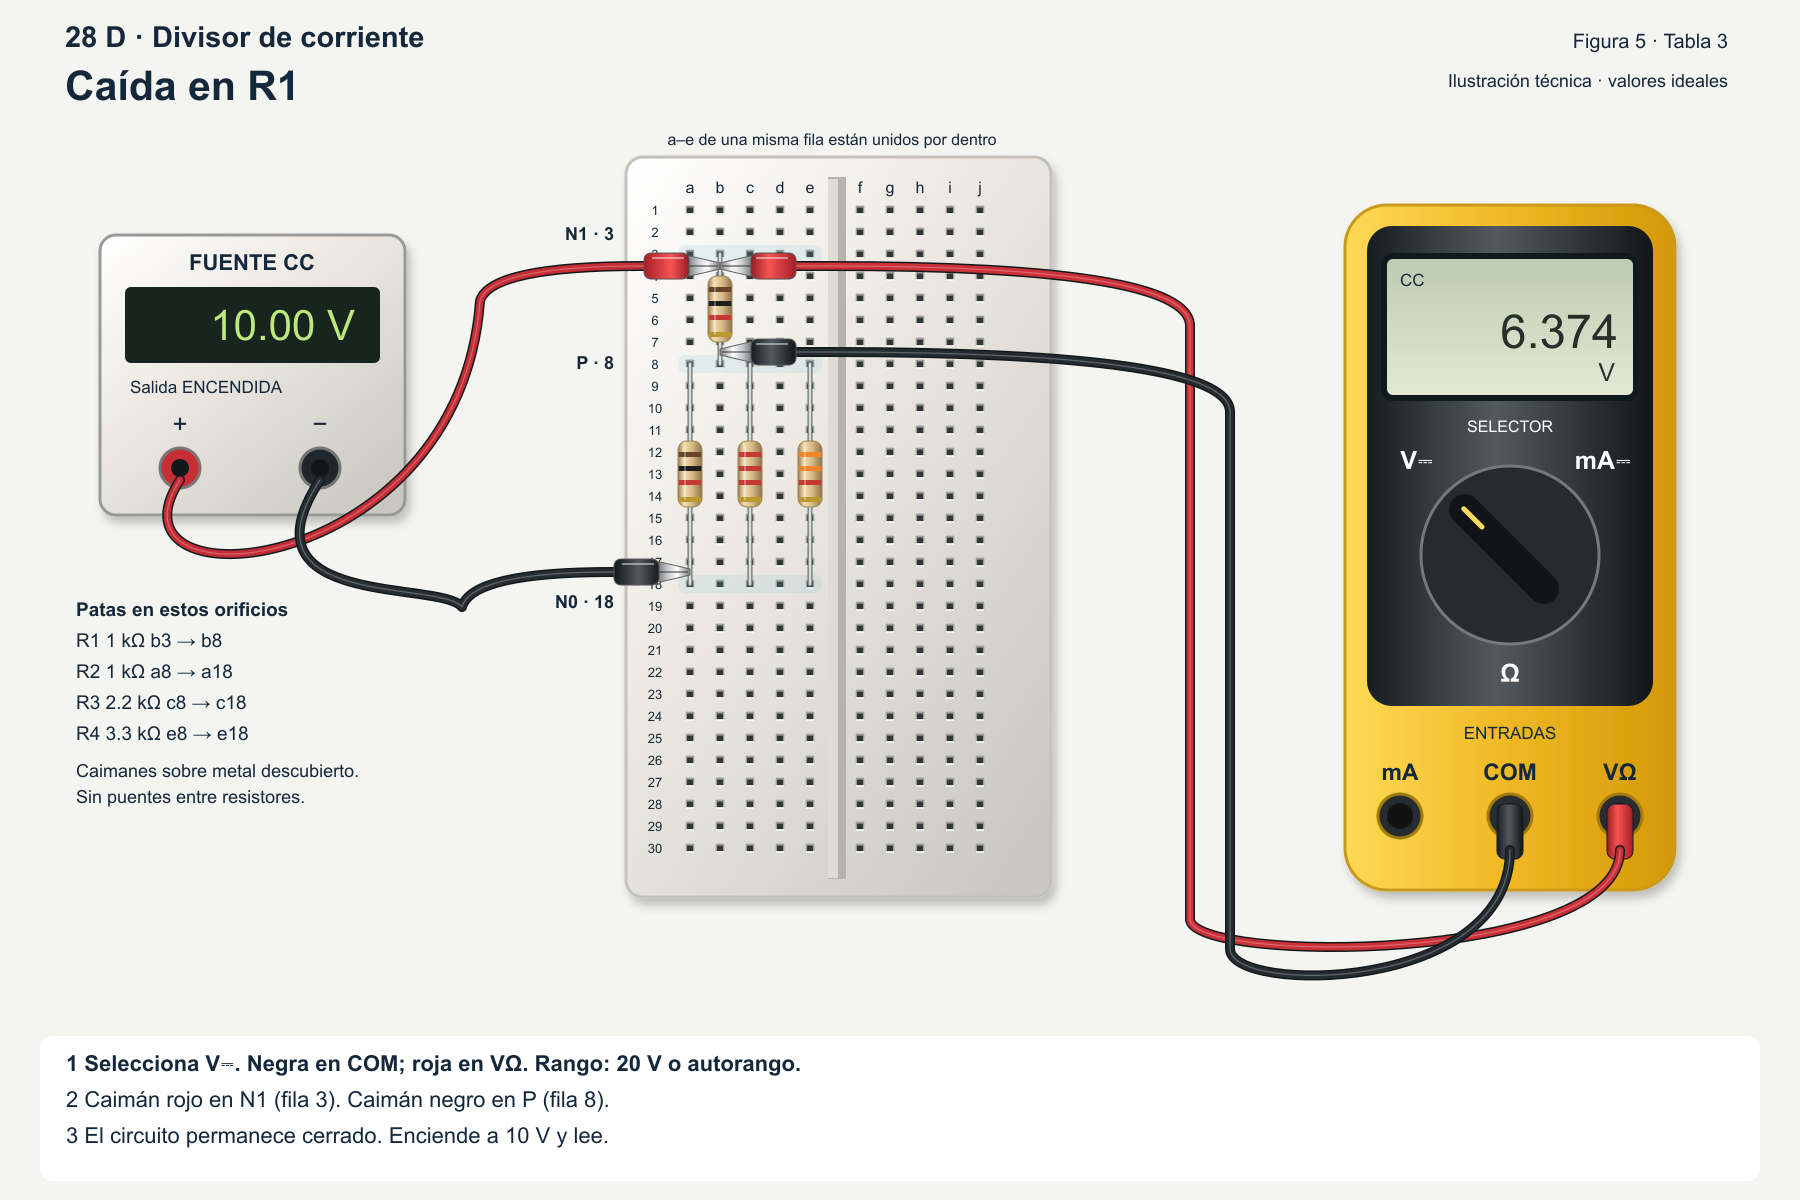 28 D · Divisor de corriente
Caída en R1
Figura 5 · Tabla 3
Ilustración técnica · valores ideales
a–e de una misma fila están unidos por dentro
FUENTE CC
10.00 V
Salida ENCENDIDA
+ −
N1 · 3
P · 8
N0 · 18
a b c d e f g h i j
1
2
5
6
7
8
9
10
11
12
13
14
15
16
18
19
20
21
22
23
24
25
26
27
28
29
30
Patas en estos orificios
R1 1 kΩ b3 → b8
R2 1 kΩ a8 → a18
R3 2.2 kΩ c8 → c18
R4 3.3 kΩ e8 → e18
Caimanes sobre metal descubierto.
Sin puentes entre resistores.
CC
6.374
V
SELECTOR
V⎓ mA⎓
Ω
ENTRADAS
mA COM VΩ
1 Selecciona V⎓. Negra en COM; roja en VΩ. Rango: 20 V o autorango.
2 Caimán rojo en N1 (fila 3). Caimán negro en P (fila 8).
3 El circuito permanece cerrado. Enciende a 10 V y lee.